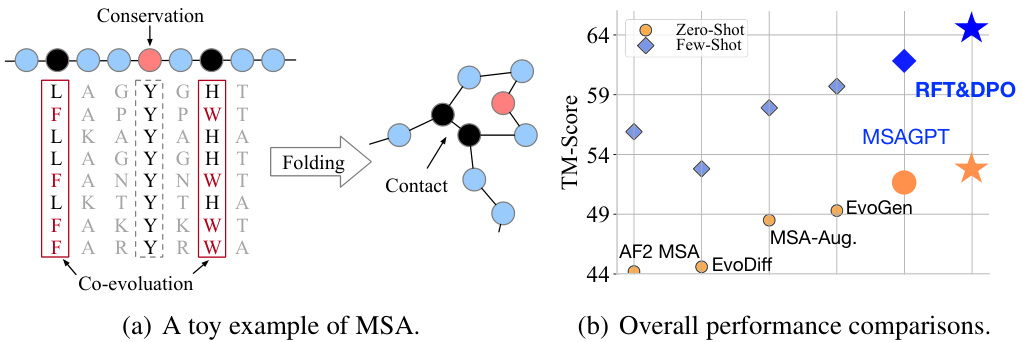 Conservation
L A G Y G H T
F A P Y P W T
L K A Y A H A
L A G Y G H T
F A N Y N W T
L K T Y T H A
F A K Y K W T
F A R Y R W A
Co-evoluation
Folding
Contact
(a) A toy example of MSA.
Zero-Shot
Few-Shot
TM-Score
64
59
54
49
44
RFT&DPO
MSAGPT
EvoGen
MSA-Aug.
AF2 MSA
EvoDiff
(b) Overall performance comparisons.